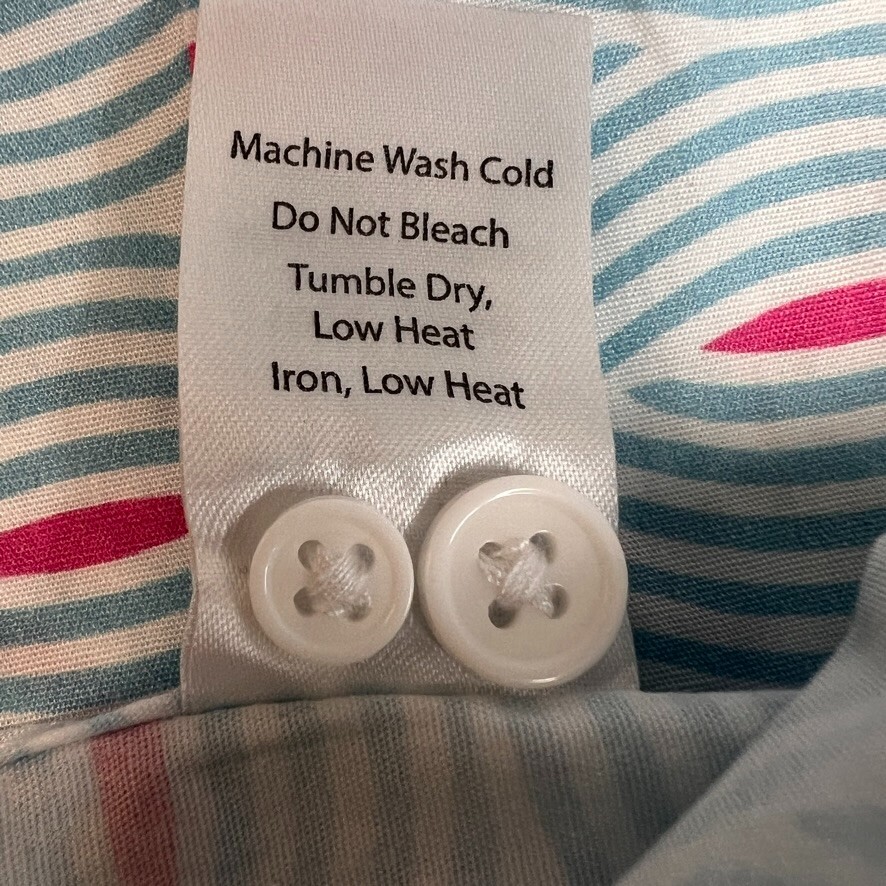 Machine Wash Cold
Do Not Bleach
Tumble Dry,
Low Heat
Iron, Low Heat